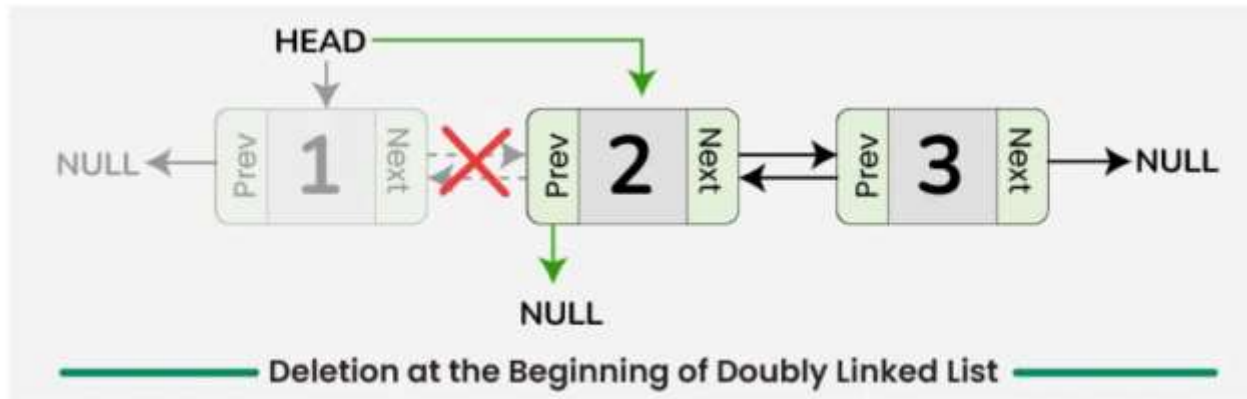 HEAD
NULL Prev 1 Next Prev 2 Next Prev 3 Next NULL
NULL
Deletion at the Beginning of Doubly Linked List